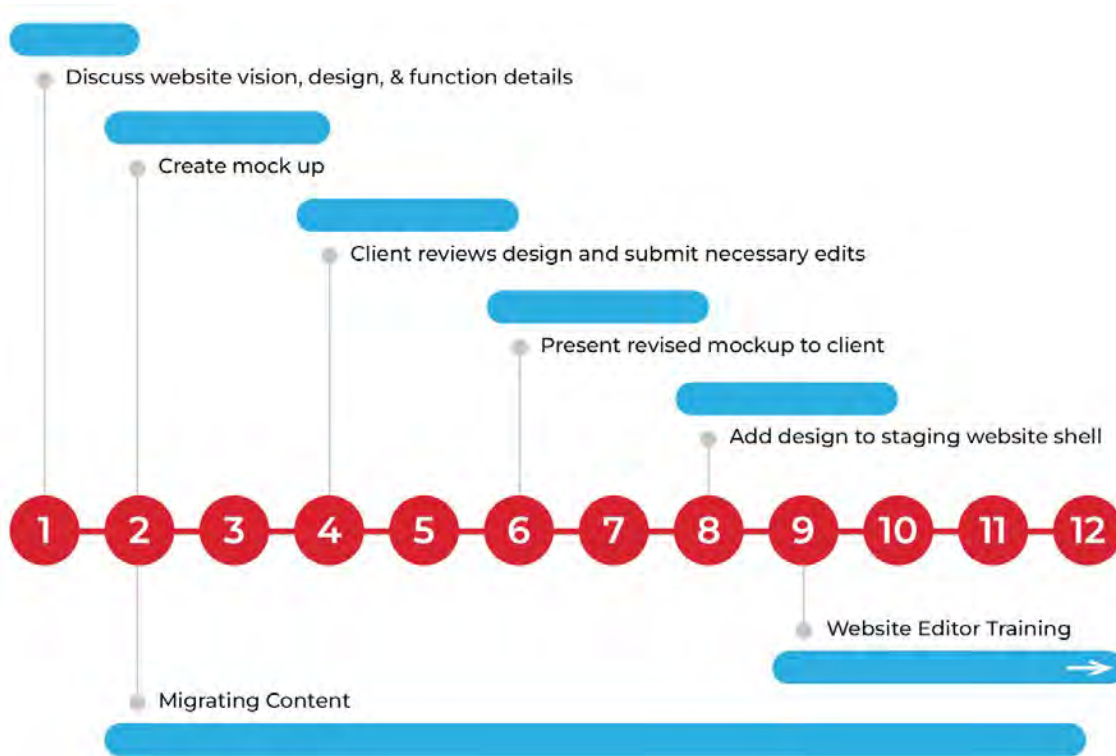 Discuss website vision, design, & function details
Create mock up
Client reviews design and submit necessary edits
Present revised mockup to client
Add design to staging website shell
1 2 3 4 5 6 7 8 9 10 11 12
Website Editor Training
Migrating Content